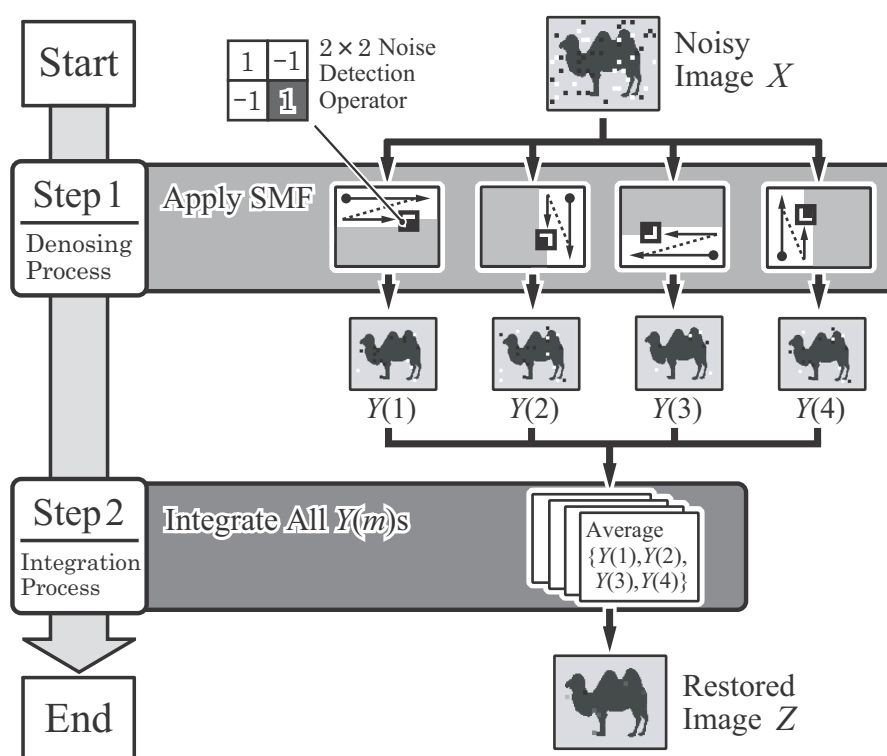 Start
1 -1
-1 1
2 × 2 Noise
Detection
Operator
Noisy
Image X
Step 1
Denosing
Process
Apply SMF
Y(1)
Y(2)
Y(3)
Y(4)
Step 2
Integration
Process
Integrate All Y(m)s
Average
{Y(1),Y(2),
Y(3),Y(4)}
End
Restored
Image Z